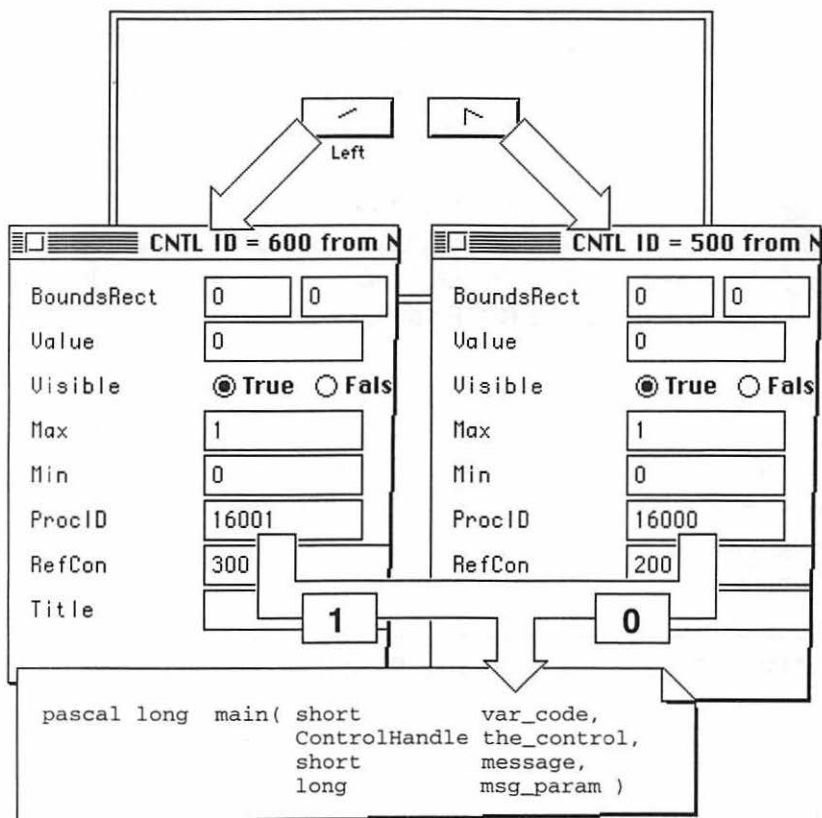 Left
CNTL ID = 600 from N
BoundsRect 0 0
Value 0
Visible True Fals
Max 1
Min 0
ProcID 16001
RefCon 300
Title
CNTL ID = 500 from N
BoundsRect 0 0
Value 0
Visible True Fals
Max 1
Min 0
ProcID 16000
RefCon 200
1
0
pascal long main( short var_code,
ControlHandle the_control,
short message,
long msg_param )